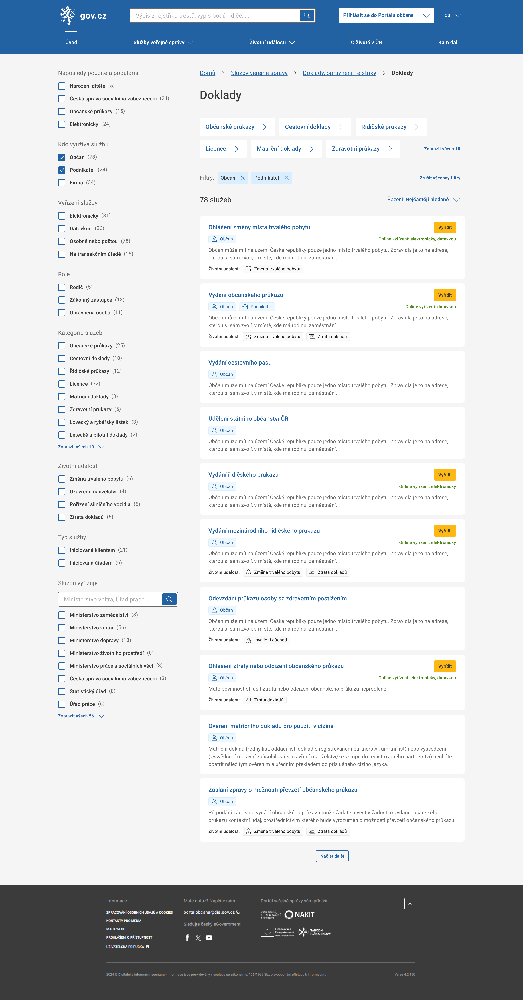 gov.cz
Výpis z rejstříku trestů, výpis bodů řidiče, ...
Přihlásit se do Portálu občana
CS
Úvod
Služby veřejné správy
Životní události
O životě v ČR
Kam dál
Naposledy použité a populární
Narození dítěte (5)
Česká správa sociálního zabezpečení (24)
Občanské průkazy (15)
Elektronicky (24)
Kdo využívá službu
Občan (78)
Podnikatel (24)
Firma (34)
Vyřízení služby
Elektronicky (31)
Datovkou (36)
Osobně nebo poštou (78)
Na transakčním úřadě (15)
Role
Rodič (5)
Zákonný zástupce (13)
Oprávněná osoba (11)
Kategorie služeb
Občanské průkazy (25)
Cestovní doklady (10)
Řidičské průkazy (12)
Licence (32)
Matriční doklady (3)
Zdravotní průkazy (5)
Lovecký a rybářský lístek (3)
Letecké a pilotní doklady (2)
Zobrazit všech 10
Životní události
Změna trvalého pobytu (6)
Uzavření manželství (4)
Pořízení silničního vozidla (5)
Ztráta dokladů (6)
Typ služby
Iniciovaná klientem (21)
Iniciovaná úřadem (6)
Službu vyřizuje
Ministerstvo vnitra, Úřad práce ...
Ministerstvo zemědělství (8)
Ministerstvo vnitra (56)
Ministerstvo dopravy (18)
Ministerstvo životního prostředí (0)
Ministerstvo práce a sociálních věcí (3)
Česká správa sociálního zabezpečení (3)
Statistický úřad (8)
Úřad práce (6)
Zobrazit všech 56
Domů > Služby veřejné správy > Doklady, oprávnění, rejstříky > Doklady
Doklady
Občanské průkazy
Cestovní doklady
Řidičské průkazy
Licence
Matriční doklady
Zdravotní průkazy
Zobrazit všech 10
Filtry: Občan Podnikatel
Zrušit všechny filtry
78 služeb
Řazení: Nejčastějí hledané
Ohlášení změny místa trvalého pobytu
Vyřídit
Občan
Online vyřízení: elektronicky, datovkou
Občan může mít na území České republiky pouze jedno místo trvalého pobytu. Zpravidla je to na adrese,
kterou si sám zvolí, v místě, kde má rodinu, zaměstnání.
Životní událost: Změna trvalého pobytu
Vydání občanského průkazu
Vyřídit
Občan Podnikatel
Online vyřízení: datovkou
Občan může mít na území České republiky pouze jedno místo trvalého pobytu. Zpravidla je to na adrese,
kterou si sám zvolí, v místě, kde má rodinu, zaměstnání.
Životní událost: Změna trvalého pobytu Ztráta dokladů
Vydání cestovního pasu
Občan
Občan může mít na území České republiky pouze jedno místo trvalého pobytu. Zpravidla je to na adrese,
kterou si sám zvolí, v místě, kde má rodinu, zaměstnání.
Udělení státního občanství ČR
Občan
Občan může mít na území České republiky pouze jedno místo trvalého pobytu. Zpravidla je to na adrese,
kterou si sám zvolí, v místě, kde má rodinu, zaměstnání.
Vydání řidičského průkazu
Vyřídit
Občan
Online vyřízení: elektronicky
Občan může mít na území České republiky pouze jedno místo trvalého pobytu. Zpravidla je to na adrese,
kterou si sám zvolí, v místě, kde má rodinu, zaměstnání.
Vydání mezinárodního řidičského průkazu
Vyřídit
Občan
Online vyřízení: elektronicky
Občan může mít na území České republiky pouze jedno místo trvalého pobytu. Zpravidla je to na adrese,
kterou si sám zvolí, v místě, kde má rodinu, zaměstnání.
Životní událost: Změna trvalého pobytu Ztráta dokladů
Odevzdání průkazu osoby se zdravotním postižením
Občan
Občan může mít na území České republiky pouze jedno místo trvalého pobytu. Zpravidla je to na adrese,
kterou si sám zvolí, v místě, kde má rodinu, zaměstnání.
Životní událost: Invalidní důchod
Ohlášení ztráty nebo odcizení občanského průkazu
Vyřídit
Občan
Online vyřízení: elektronicky, datovkou
Máte povinnost ohlásit ztrátu nebo odcizení občanského průkazu neprodleně.
Životní událost: Ztráta dokladů
Ověření matričního dokladu pro použití v cizině
Občan
Matriční doklad (rodný list, oddací list, doklad o registrovaném partnerství, úmrtní list) nebo vysvědčení
(vysvědčení o právní způsobilosti k uzavření manželství/ke vstupu do registrovaného partnerství) necháte
opatřit náležitým ověřením a úředním překladem do příslušného cizího jazyka.
Zaslání zprávy o možnosti převzetí občanského průkazu
Občan
Při podání žádosti o vydání občanského průkazu může žadatel uvést v žádosti o vydání občanského
průkazu kontaktní údaj, prostřednictvím kterého bude vyrozuměn o možnosti převzetí občanského průkazu.
Životní událost: Změna trvalého pobytu Ztráta dokladů
Načíst další
Informace
ZPRACOVÁNÍ OSOBNÍCH ÚDAJŮ A COOKIES
KONTAKTY PRO MÉDIA
MAPA WEBU
PROHLÁŠENÍ O PŘÍSTUPNOSTI
UŽIVATELSKÁ PŘÍRUČKA
Máte dotaz? Napište nám
portalobcana@dia.gov.cz
Sledujte český eGovernment
Portál veřejné správy vám přináší
DIGITÁLNÍ
A INFORMAČNÍ
AGENTURA_
NAKIT
Financováno
Evropskou unií
NextGenerationEU
NÁRODNÍ
PLÁN OBNOVY
2024 © Digitální a informační agentura • Informace jsou poskytovány v souladu se zákonem č. 106/1999 Sb., o svobodném přístupu k informacím.
Verze 4.2.150